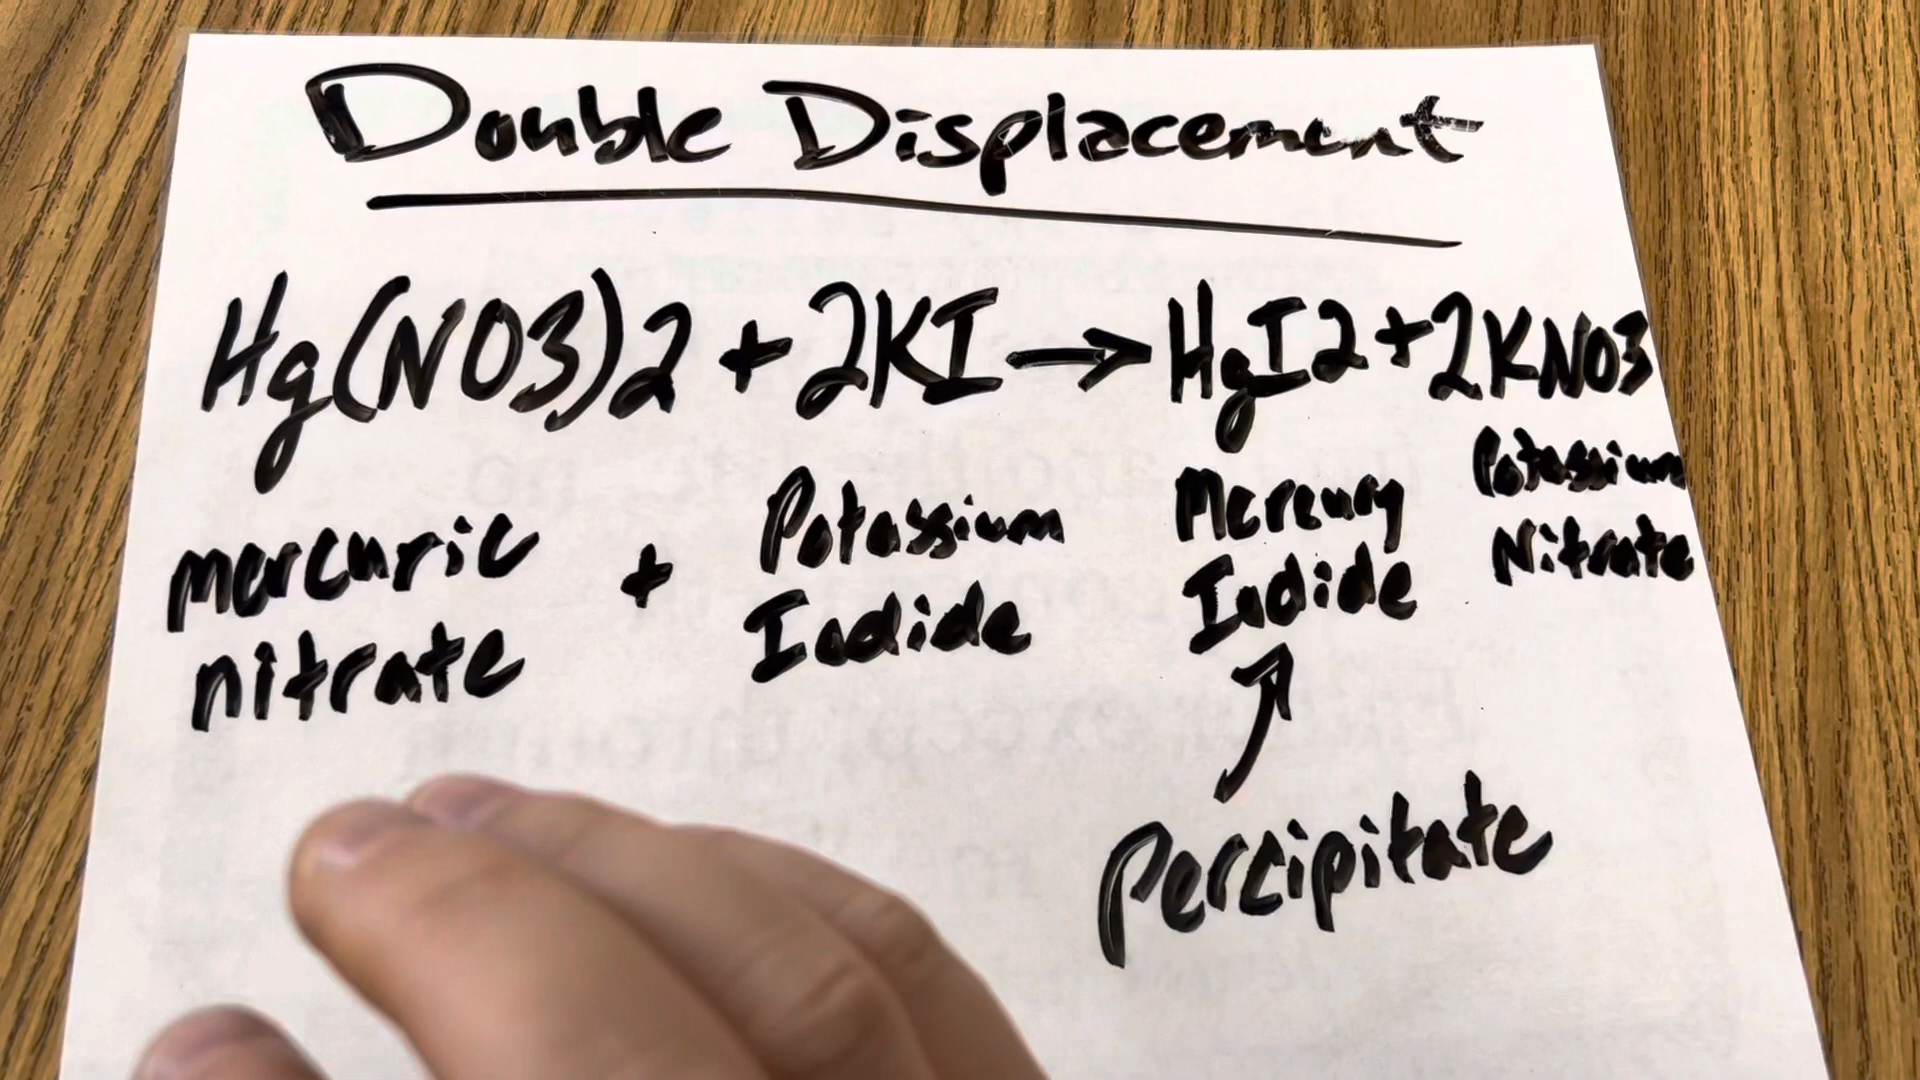 Double Displacement
Hg(NO3)2 + 2KI → HgI2 + 2KNO3
mercuric nitrate + Potassium Iodide Mercury Iodide Potassium Nitrate
Percipitate